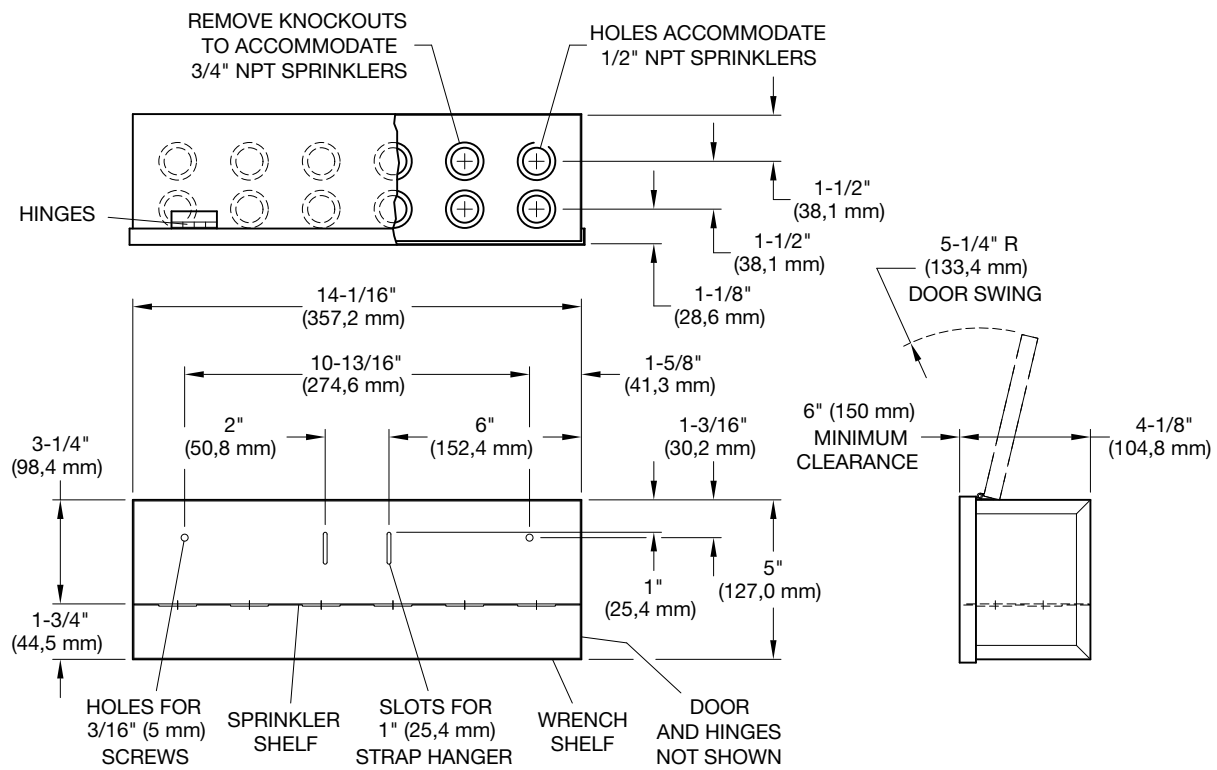 REMOVE KNOCKOUTS
TO ACCOMMODATE
3/4" NPT SPRINKLERS
HOLES ACCOMMODATE
1/2" NPT SPRINKLERS
HINGES
1-1/2"
(38,1 mm)
1-1/2"
(38,1 mm)
1-1/8"
(28,6 mm)
5-1/4" R
(133,4 mm)
DOOR SWING
14-1/16"
(357,2 mm)
10-13/16"
(274,6 mm)
1-5/8"
(41,3 mm)
2"
(50,8 mm)
6"
(152,4 mm)
1-3/16"
(30,2 mm)
6" (150 mm)
MINIMUM
CLEARANCE
4-1/8"
(104,8 mm)
3-1/4"
(98,4 mm)
1"
(25,4 mm)
5"
(127,0 mm)
1-3/4"
(44,5 mm)
HOLES FOR
3/16" (5 mm)
SCREWS
SPRINKLER
SHELF
SLOTS FOR
1" (25,4 mm)
STRAP HANGER
WRENCH
SHELF
DOOR
AND HINGES
NOT SHOWN